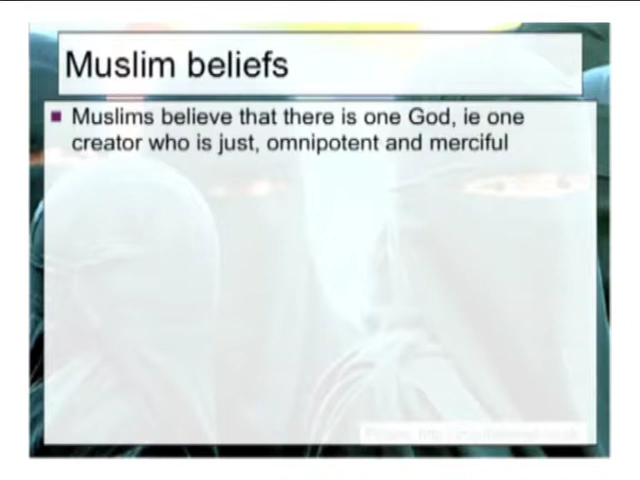 Muslim beliefs
Muslims believe that there is one God, ie one
creator who is just, omnipotent and merciful